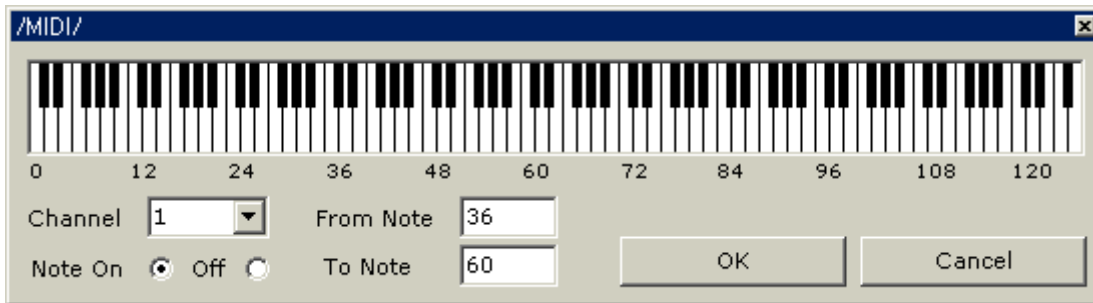 /MIDI/
0 12 24 36 48 60 72 84 96 108 120
Channel 1 From Note 36
Note On Off To Note 60 OK Cancel